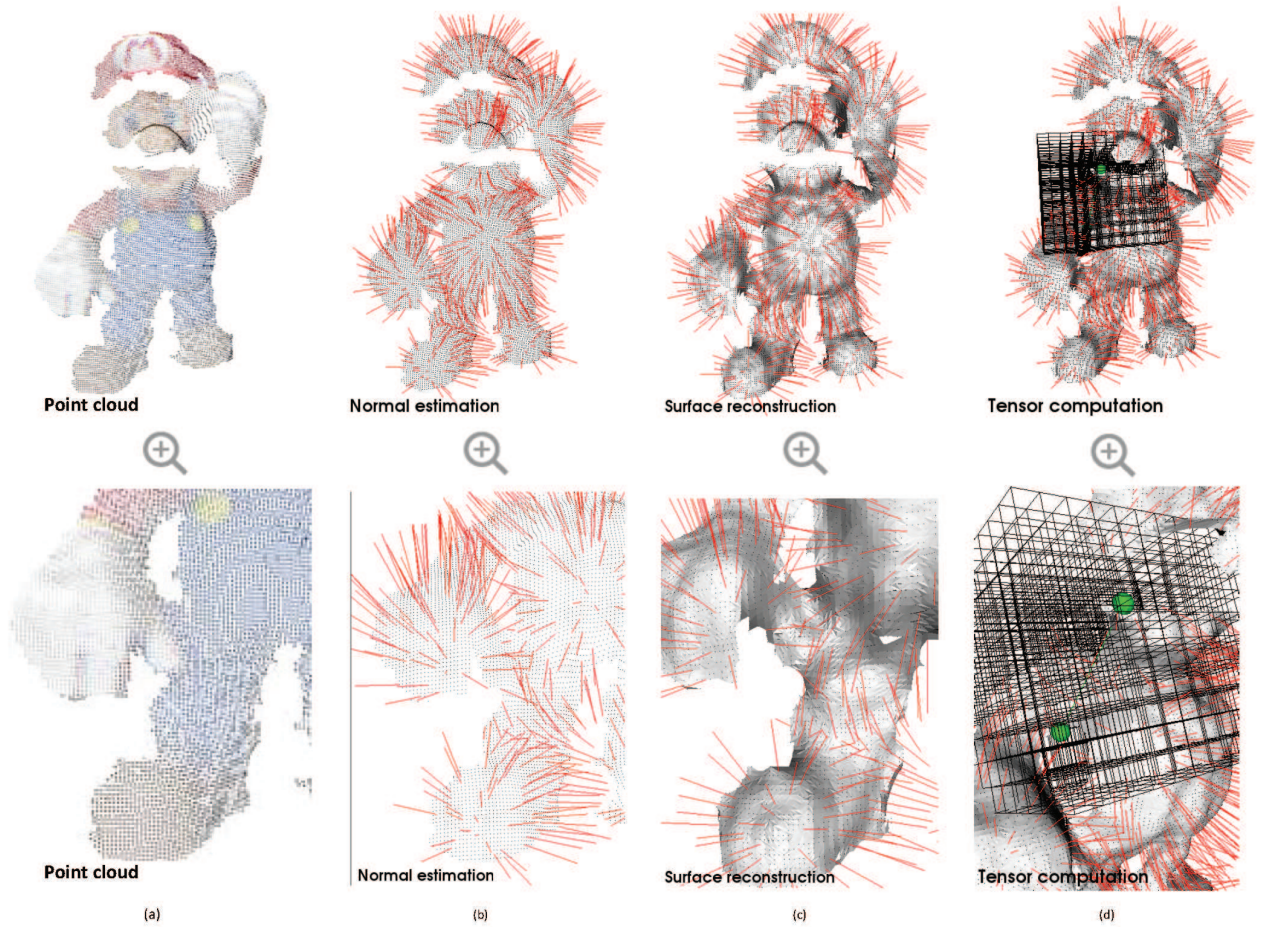 Point cloud
Normal estimation
Surface reconstruction
Tensor computation
Point cloud
Normal estimation
Surface reconstruction
Tensor computation
(a)
(b)
(c)
(d)